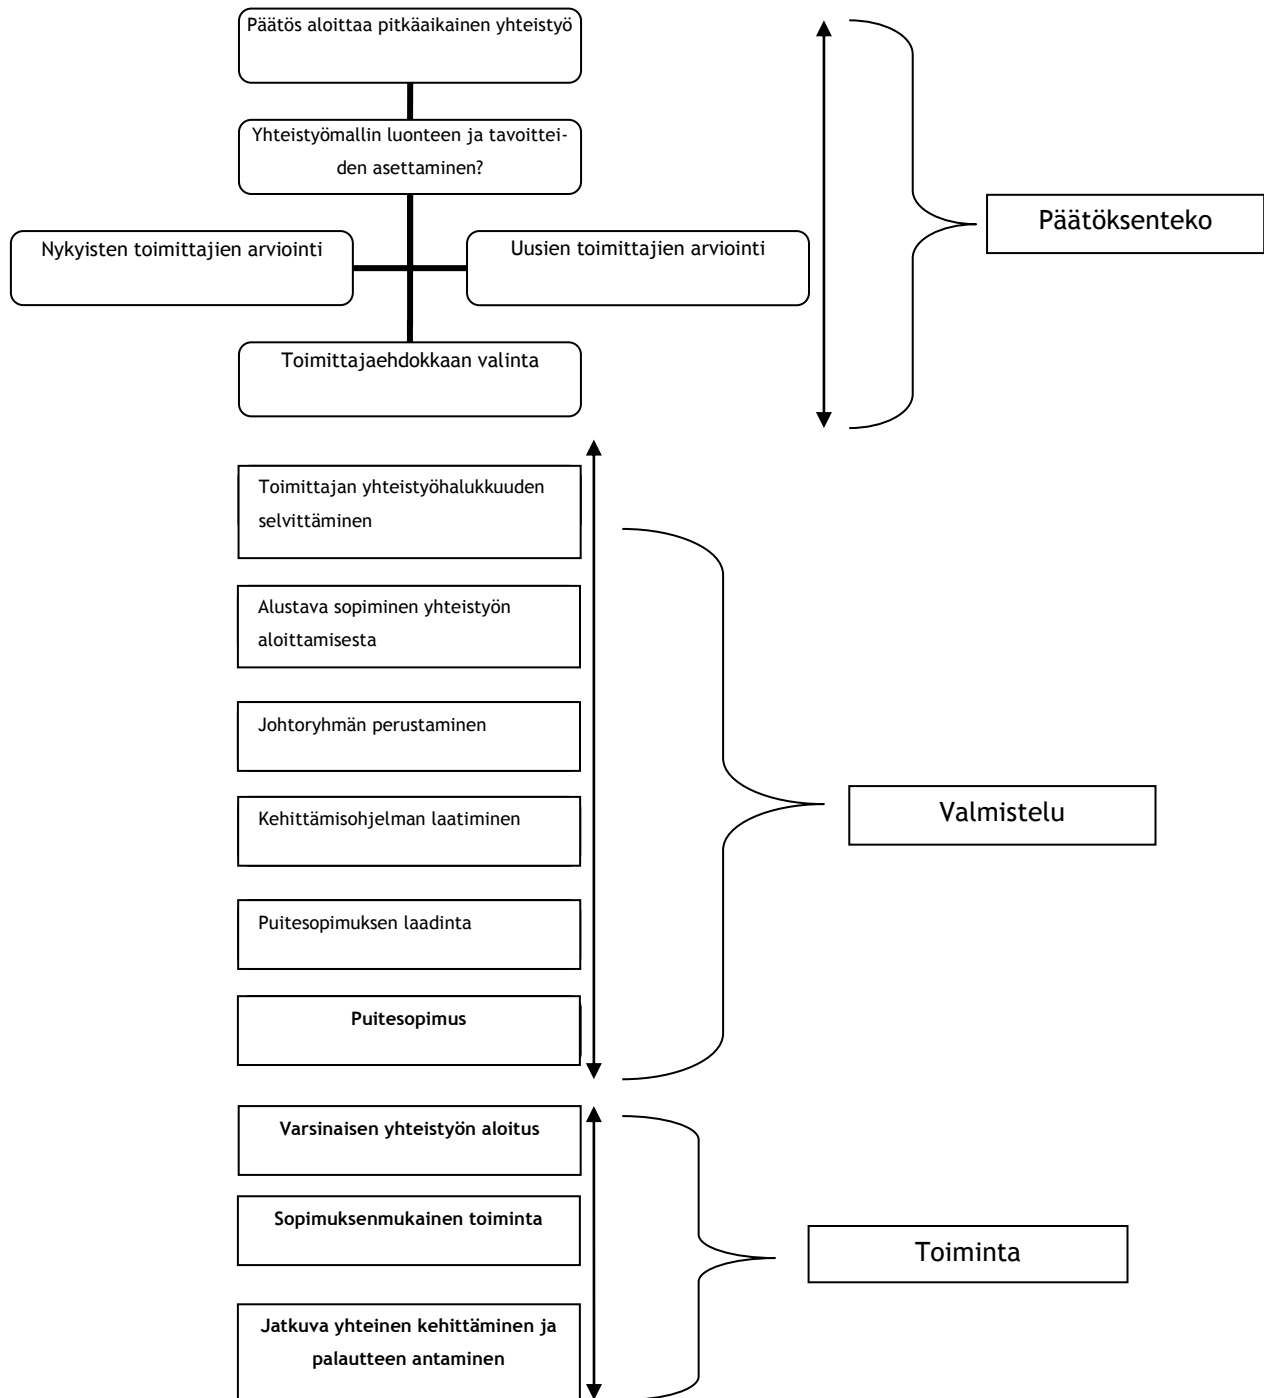 Päätös aloittaa pitkäaikainen yhteistyö
Yhteistyömallin luonteen ja tavoittei-
den asettaminen?
Nykyisten toimittajien arviointi
Uusien toimittajien arviointi
Toimittajaehdokkaan valinta
Päätöksenteko
Toimittajan yhteistyöhalukkuuden
selvittäminen
Alustava sopiminen yhteistyön
aloittamisesta
Johtoryhmän perustaminen
Kehittämisohjelman laatiminen
Puitesopimuksen laadinta
Puitesopimus
Valmistelu
Varsinaisen yhteistyön aloitus
Sopimuksenmukainen toiminta
Jatkuva yhteinen kehittäminen ja
palautteen antaminen
Toiminta